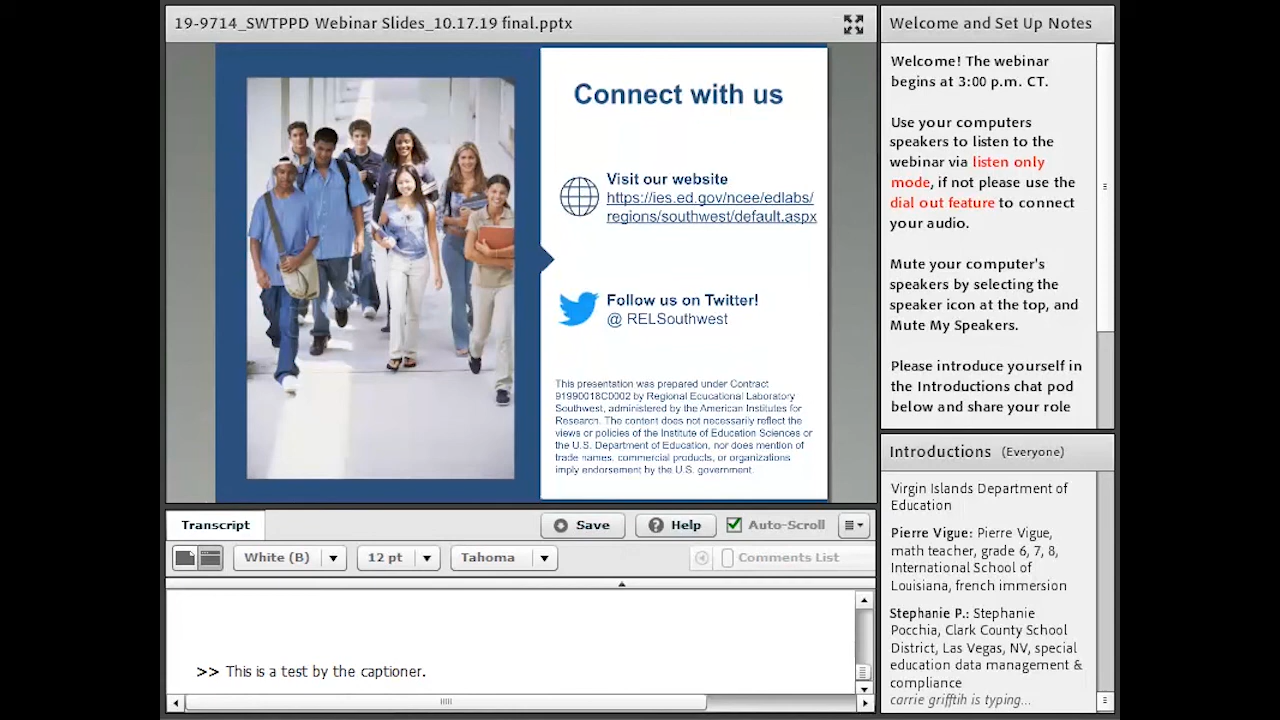 19-9714_SWTPPD Webinar Slides_10.17.19 final.pptx
Connect with us
Visit our website
https://ies.ed.gov/ncee/edlabs/
regions/southwest/default.aspx
Follow us on Twitter!
@ RELSouthwest
This presentation was prepared under Contract
91990018C0002 by Regional Educational Laboratory
Southwest, administered by the American Institutes for
Research. The content does not necessarily reflect the
views or policies of the Institute of Education Sciences or
the U.S. Department of Education, nor does mention of
trade names, commercial products, or organizations
imply endorsement by the U.S. government.
Transcript
Save
Help
Auto-Scroll
White (B)
12 pt
Tahoma
Comments List
>> This is a test by the captioner.
Welcome and Set Up Notes
Welcome! The webinar
begins at 3:00 p.m. CT.
Use your computers
speakers to listen to the
webinar via listen only
mode, if not please use the
dial out feature to connect
your audio.
Mute your computer's
speakers by selecting the
speaker icon at the top, and
Mute My Speakers.
Please introduce yourself in
the Introductions chat pod
below and share your role
Introductions (Everyone)
Virgin Islands Department of
Education
Pierre Vigue: Pierre Vigue,
math teacher, grade 6, 7, 8,
International School of
Louisiana, french immersion
Stephanie P.: Stephanie
Pocchia, Clark County School
District, Las Vegas, NV, special
education data management &
compliance
carrie grifftih is typing...